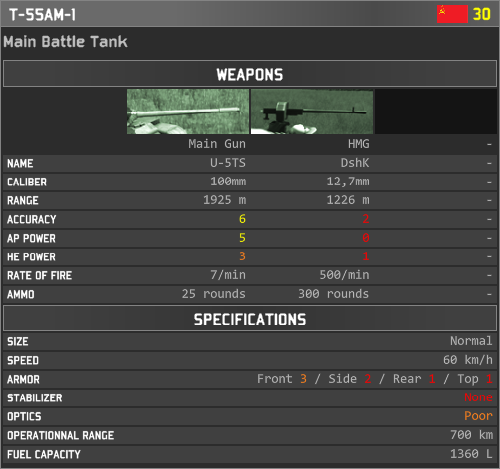 T-55AM-1 30
Main Battle Tank
WEAPONS
Main Gun HMG -
NAME U-5TS DshK -
CALIBER 100mm 12,7mm -
RANGE 1925 m 1226 m -
ACCURACY 6 2 -
AP POWER 5 0 -
HE POWER 3 1 -
RATE OF FIRE 7/min 500/min -
AMMO 25 rounds 300 rounds -
SPECIFICATIONS
SIZE Normal
SPEED 60 km/h
ARMOR Front 3 / Side 2 / Rear 1 / Top 1
STABILIZER None
OPTICS Poor
OPERATIONNAL RANGE 700 km
FUEL CAPACITY 1360 L